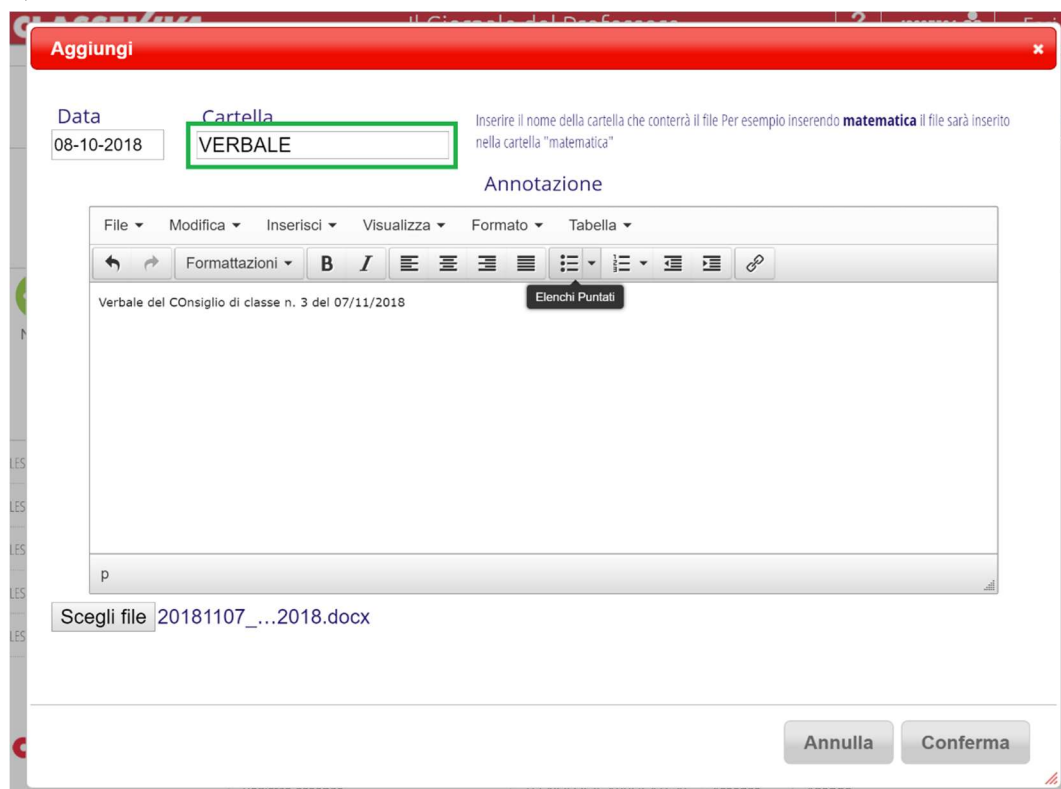 Aggiungi
Data
Cartella
08-10-2018
VERBALE
Inserire il nome della cartella che conterrà il file Per esempio inserendo matematica il file sarà inserito
nella cartella "matematica"
Annotazione
File Modifica Inserisci Visualizza Formato Tabella
Formattazioni B I
Elenchi Puntati
Verbale del COnsiglio di classe n. 3 del 07/11/2018
p
Scegli file 20181107_...2018.docx
Annulla Conferma